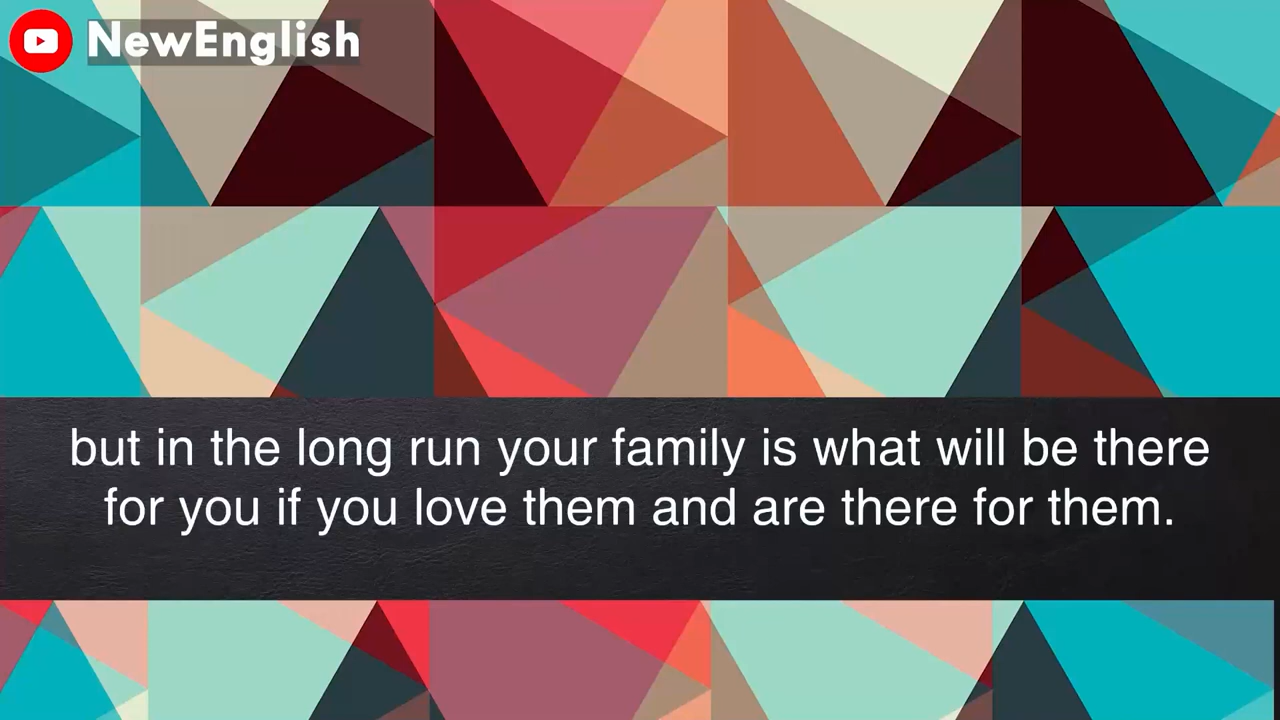 NewEnglish
but in the long run your family is what will be there
for you if you love them and are there for them.